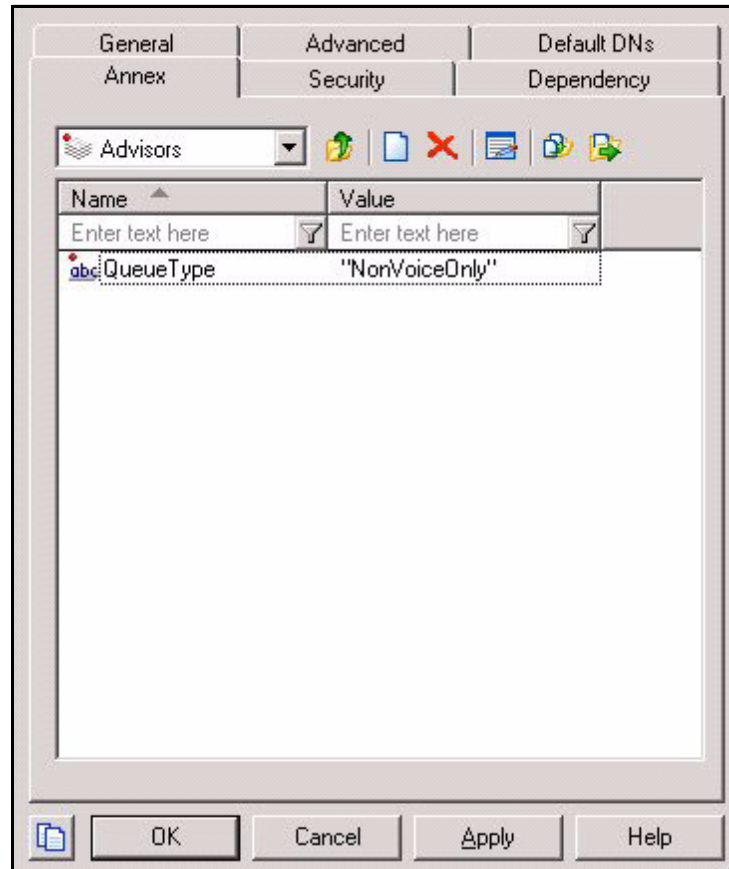 General Advanced Default DNs
Annex Security Dependency
Advisors
Name Value
Enter text here Enter text here
abc QueueType "NonVoiceOnly"
OK Cancel Apply Help